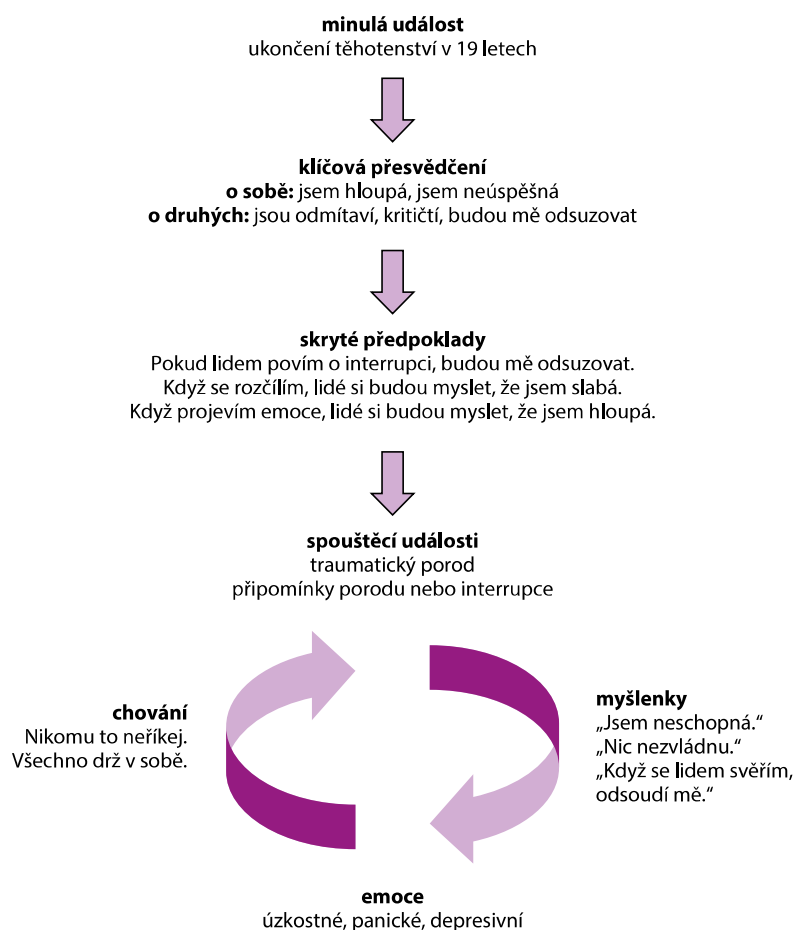 minulá událost
ukončení těhotenství v 19 letech
klíčová přesvědčení
o sobě: jsem hloupá, jsem neúspěšná
o druhých: jsou odmítaví, kritičtí, budou mě odsuzovat
skryté předpoklady
Pokud lidem povím o interrupci, budou mě odsuzovat.
Když se rozčílím, lidé si budou myslet, že jsem slabá.
Když projevím emoce, lidé si budou myslet, že jsem hloupá.
spouštěcí události
traumatický porod
připomínky porodu nebo interrupce
chování
Nikomu to neříkej.
Všechno drž v sobě.
myšlenky
„Jsem neschopná.“
„Nic nezvládnu.“
„Když se lidem svěřím,
odsoudí mě.“
emoce
úzkostné, panické, depresivní